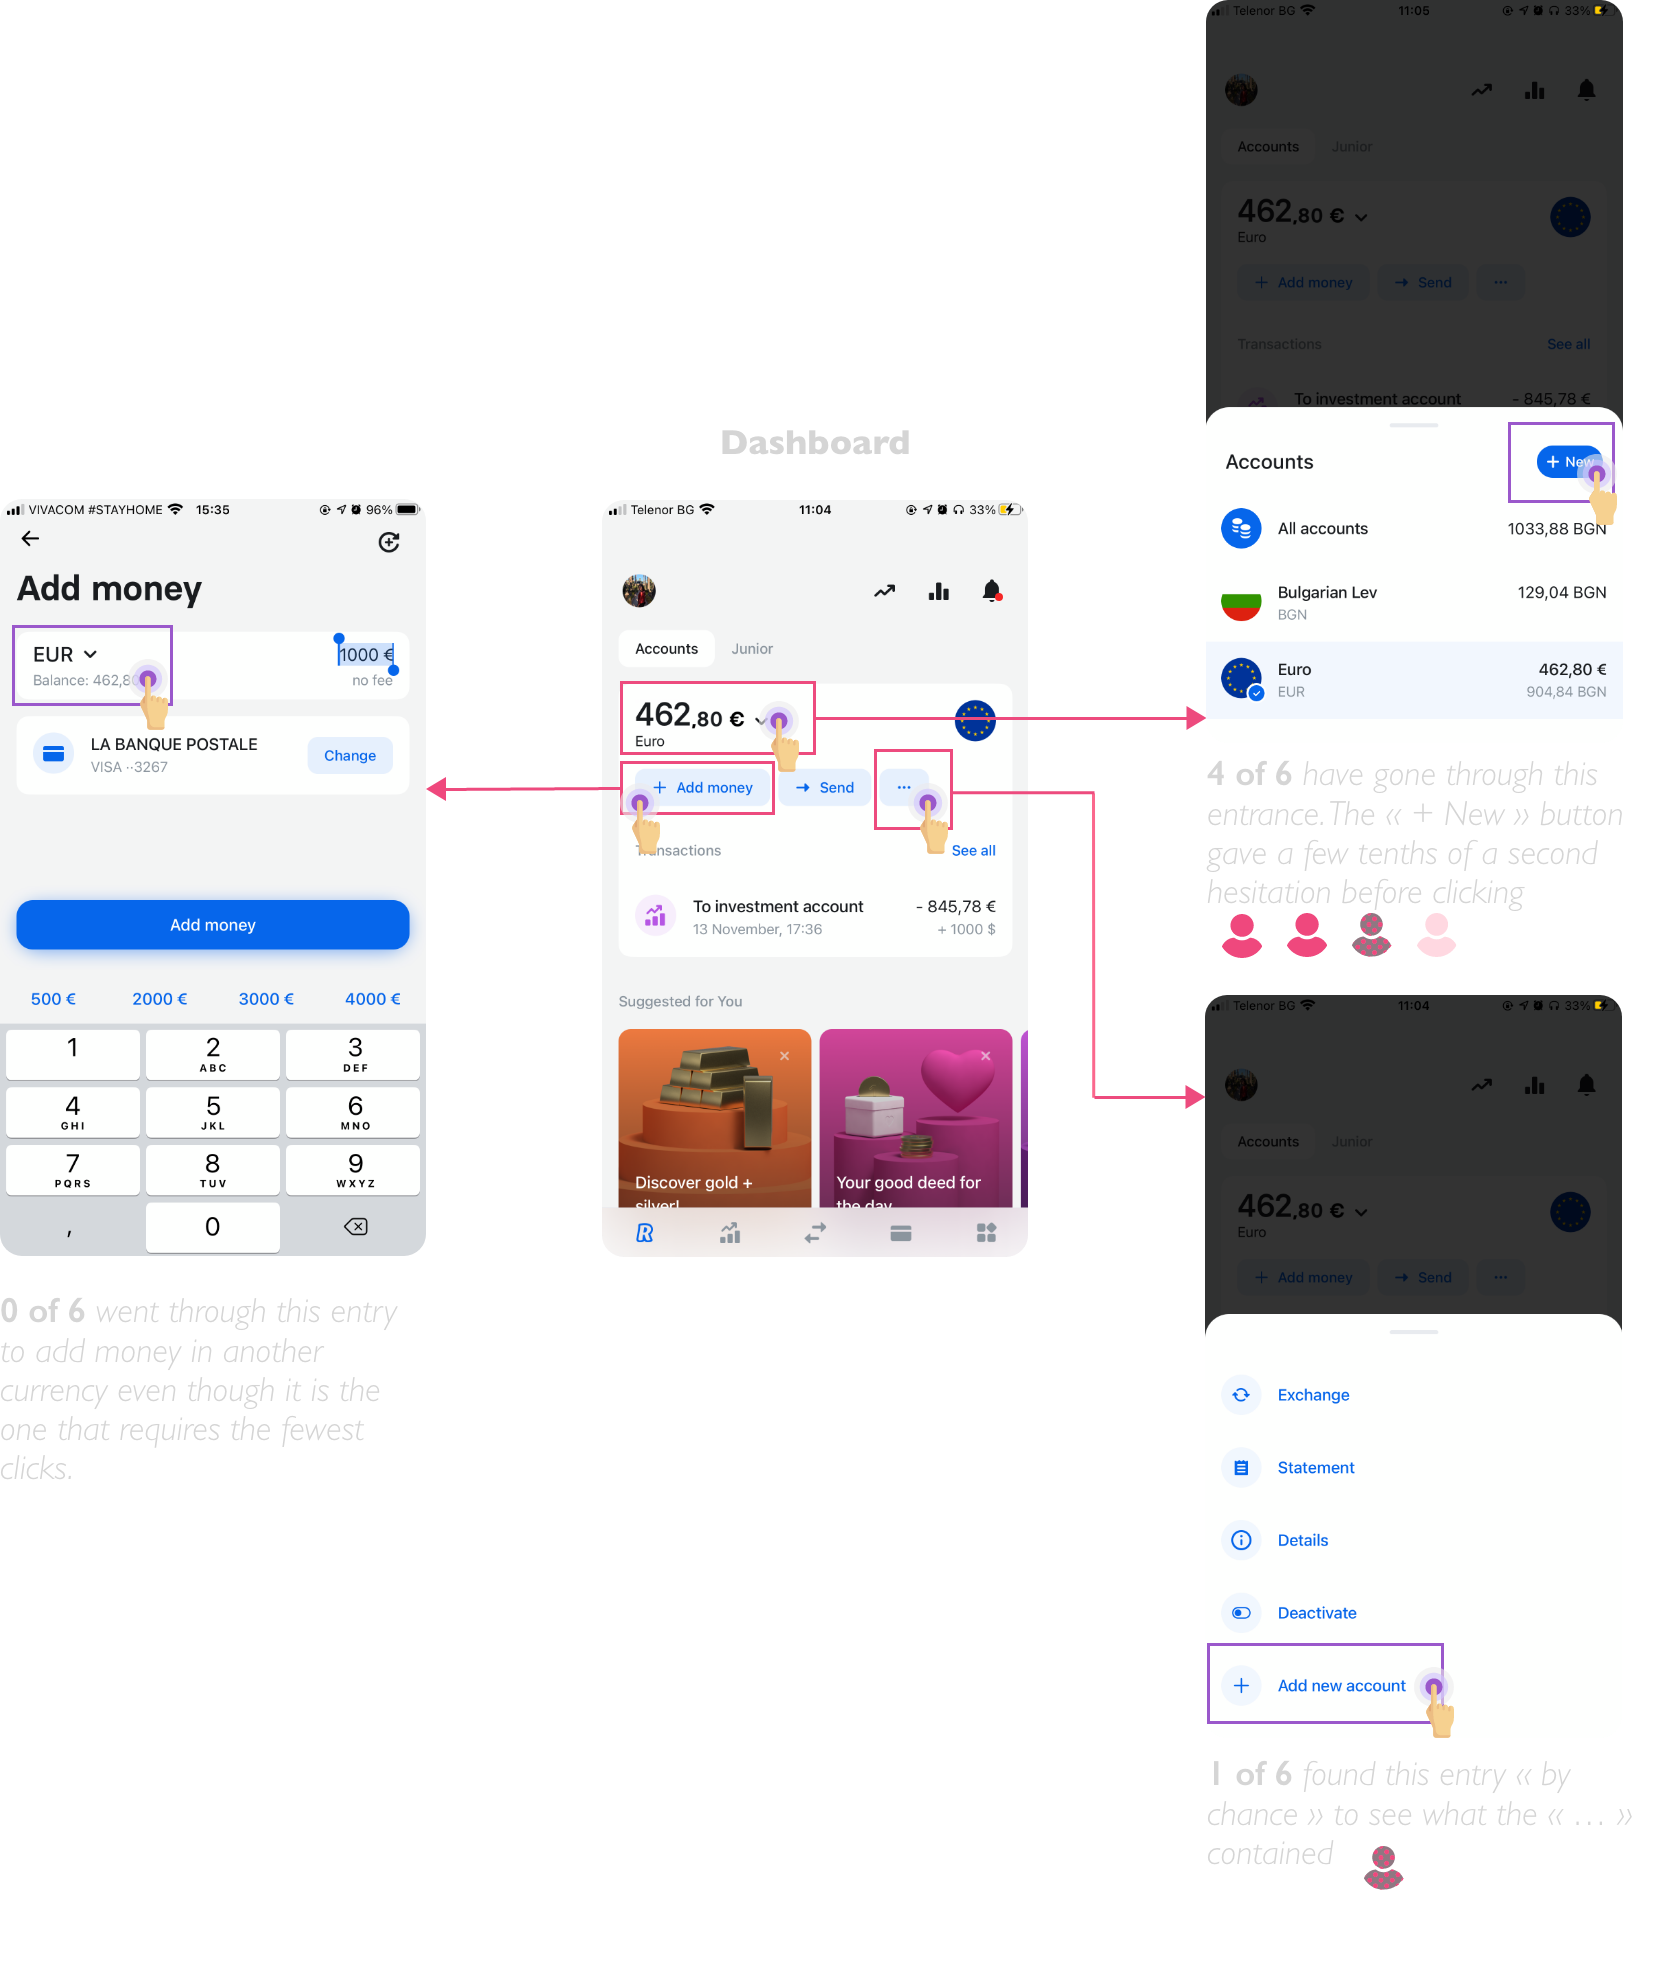 Dashboard
VIVACOM #STAYHOME 15:35 96%
Add money
EUR 1000 €
Balance: 462,8 no fee
LA BANQUE POSTALE
VISA ··3267
Change
Add money
500 € 2000 € 3000 € 4000 €
1 2 3
ABC DEF
4 5 6
GHI JKL MNO
7 8 9
PQRS TUV WXYZ
, 0
0 of 6 went through this entry
to add money in another
currency even though it is the
one that requires the fewest
clicks.
Telenor BG 11:04 33%
Accounts Junior
462,80 €
Euro
+ Add money → Send ···
Transactions See all
To investment account - 845,78 €
13 November, 17:36 + 1000 $
Suggested for You
Discover gold +
silver!
Your good deed for
the day
R
Telenor BG 11:05 33%
Accounts Junior
462,80 €
Euro
+ Add money → Send ···
Transactions See all
To investment account - 845,78 €
Accounts + New
All accounts 1033,88 BGN
Bulgarian Lev 129,04 BGN
BGN
Euro 462,80 €
EUR 904,84 BGN
4 of 6 have gone through this
entrance. The « + New » button
gave a few tenths of a second
hesitation before clicking
Telenor BG 11:04 33%
Accounts Junior
462,80 €
Euro
+ Add money → Send ···
Exchange
Statement
Details
Deactivate
+ Add new account
1 of 6 found this entry « by
chance » to see what the « ... »
contained